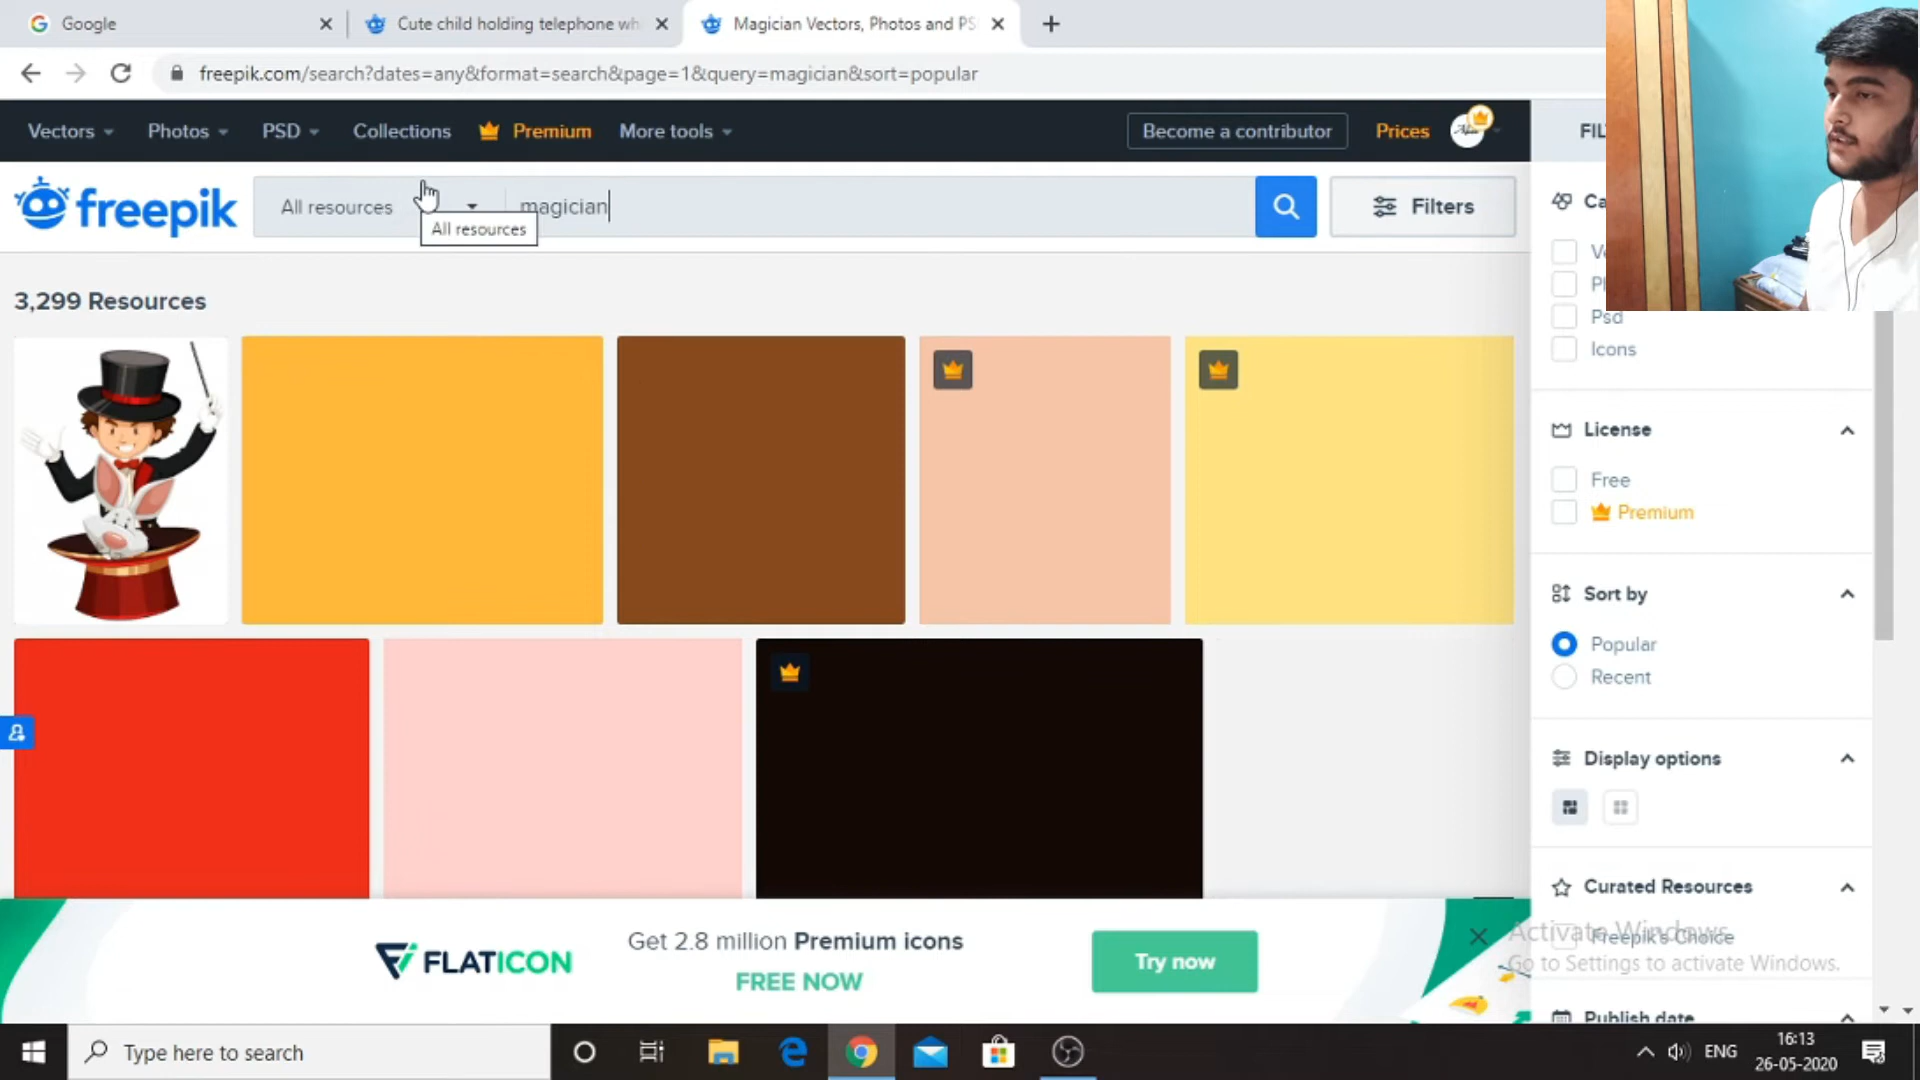 Google
Cute child holding telephone wh
Magician Vectors, Photos and PS
freepik.com/search?dates=any&format=search&page=1&query=magician&sort=popular
Vectors
Photos
PSD
Collections
Premium
More tools
Become a contributor
Prices
FIL
freepik
All resources
magician
Filters
All resources
Ca
Ve
Ph
Psd
Icons
3,299 Resources
License
Free
Premium
Sort by
Popular
Recent
Display options
Curated Resources
Freepik's Choice
Activate Windows
Go to Settings to activate Windows.
Publish date
FLATICON
Get 2.8 million Premium icons
FREE NOW
Try now
Type here to search
ENG
16:13
26-05-2020